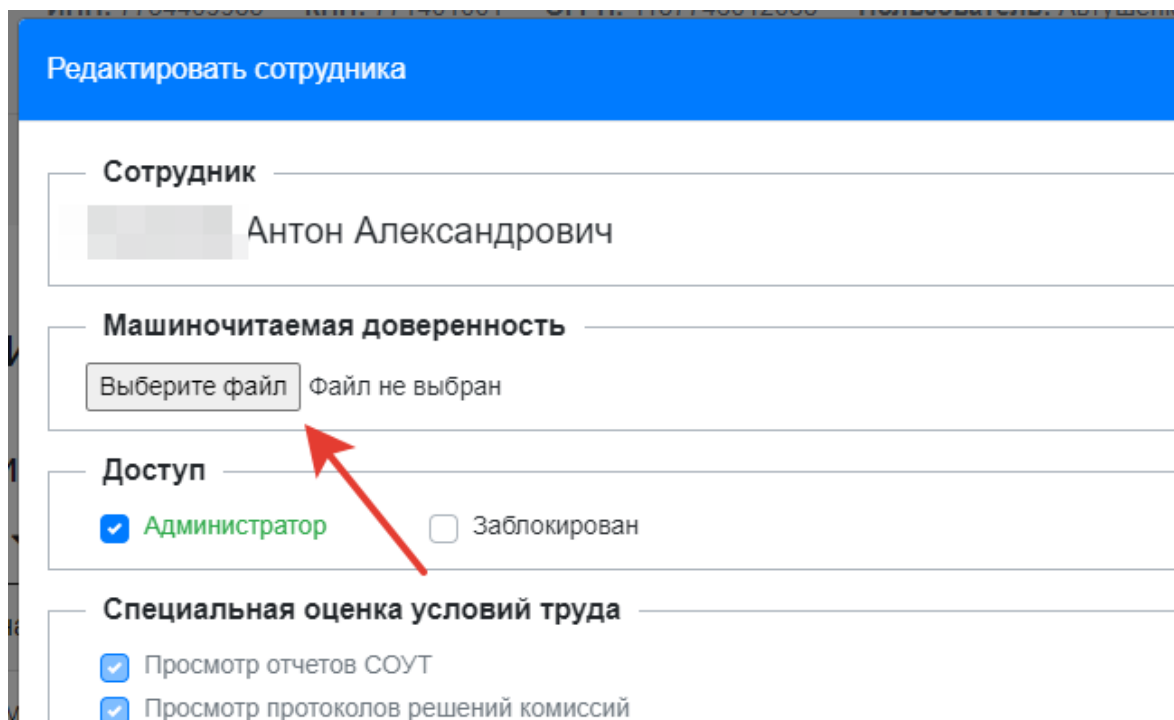 Редактировать сотрудника
Сотрудник
Антон Александрович
Машиночитаемая доверенность
Выберите файл Файл не выбран
Доступ
Администратор Заблокирован
Специальная оценка условий труда
Просмотр отчетов СОУТ
Просмотр протоколов решений комиссий